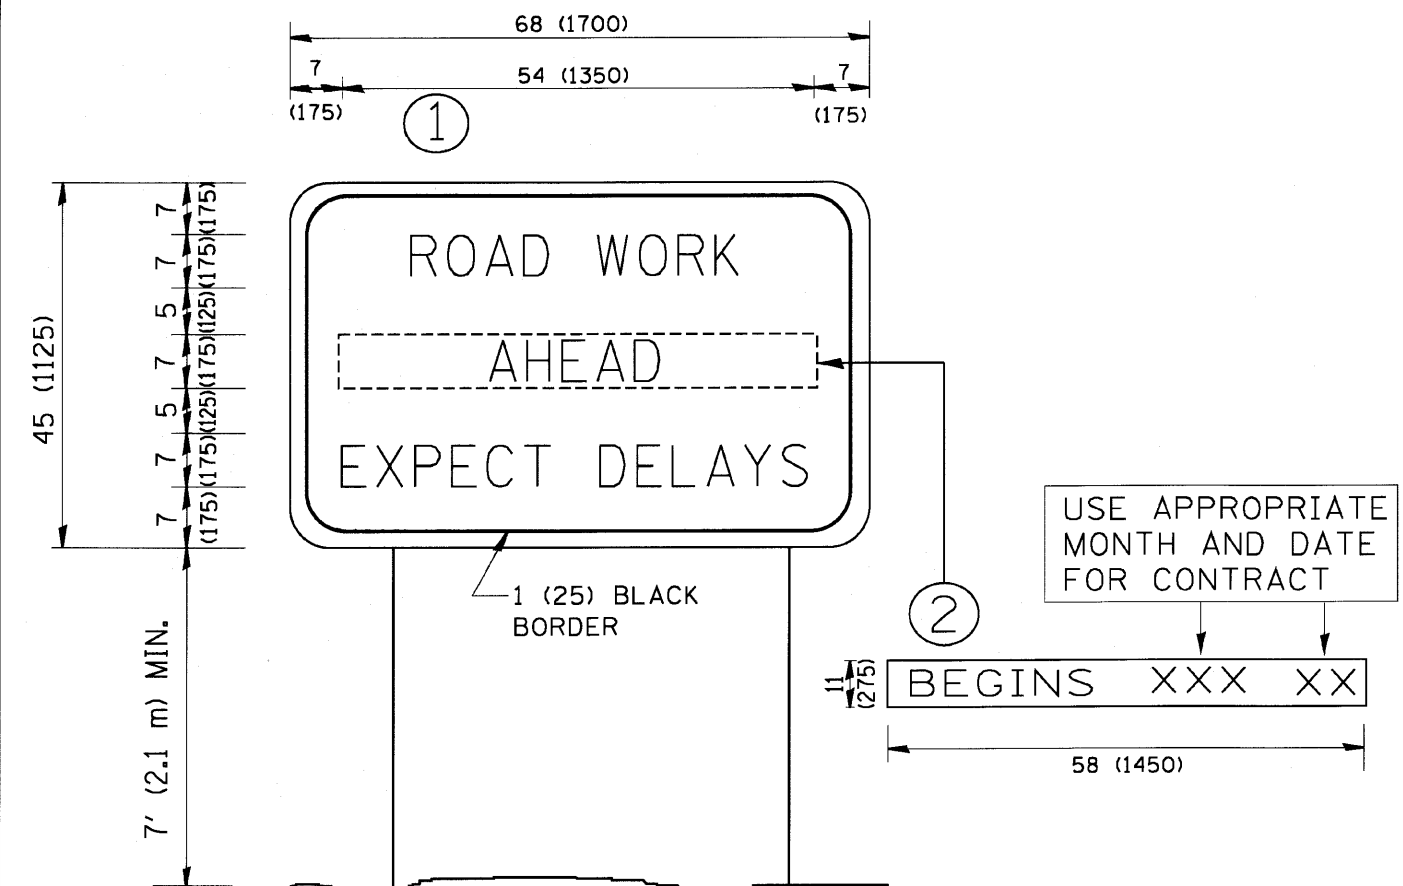 68 (1700)
7
54 (1350)
7
(175)
(175)
1
7
(175)
7
(175)
5
(125)
7
(175)
5
(125)
7
(175)
7
(175)
45 (1125)
ROAD WORK
AHEAD
EXPECT DELAYS
1 (25) BLACK
BORDER
7' (2.1 m) MIN.
2
USE APPROPRIATE
MONTH AND DATE
FOR CONTRACT
11
(275)
BEGINS XXX XX
58 (1450)